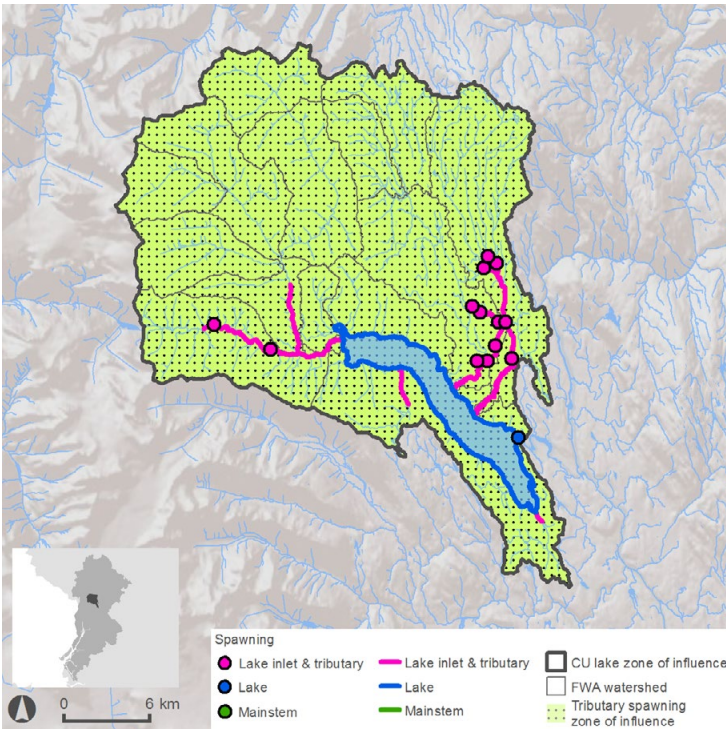 Spawning
Lake inlet & tributary
Lake
Mainstem
Lake inlet & tributary
Lake
Mainstem
CU lake zone of influence
FWA watershed
Tributary spawning
zone of influence
0 6 km